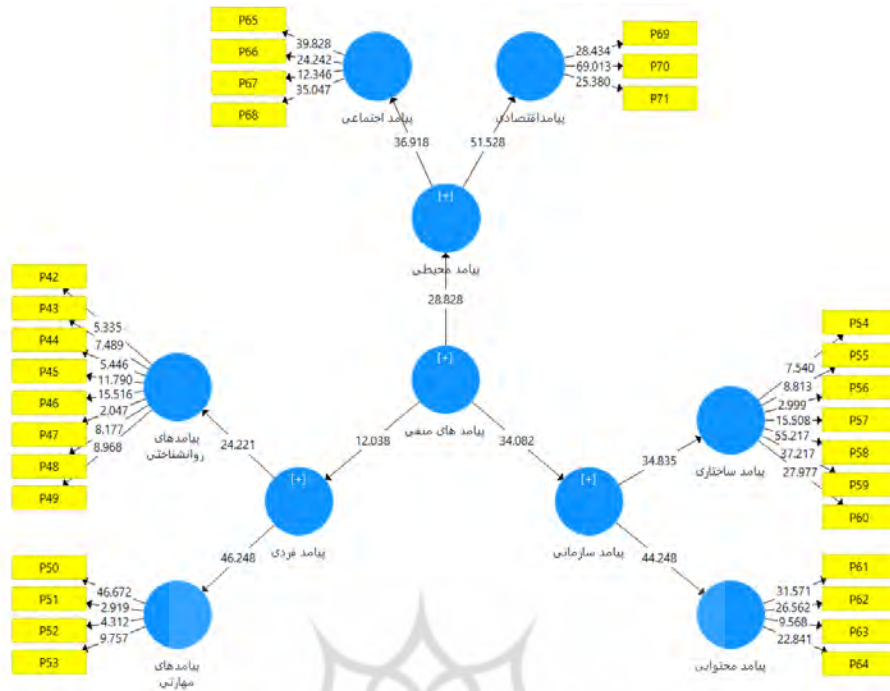 P65
P66
P67
P68
39.828
24.242
12.346
35.047
P69
P70
P71
28.434
69.013
25.380
پیامد اجتماعی
پیامداقتصادی
36.918
51.528
[+]
پیامد محیطی
28.828
P42
P43
P44
P45
P46
P47
P48
P49
5.335
7.489
5.446
11.790
15.516
2.047
8.177
8.968
پیامدهای
روانشناختی
[+]
پیامد های منفی
P54
P55
P56
P57
P58
P59
P60
7.540
8.813
2.999
15.508
55.217
37.217
27.977
پیامد ساختاری
24.221
12.038
34.082
34.835
[+]
پیامد فردی
[+]
پیامد سازمانی
46.248
44.248
P50
P51
P52
P53
46.672
2.919
4.312
9.757
پیامدهای
مهارتی
P61
P62
P63
P64
31.571
26.562
9.568
22.841
پیامد محتوایی